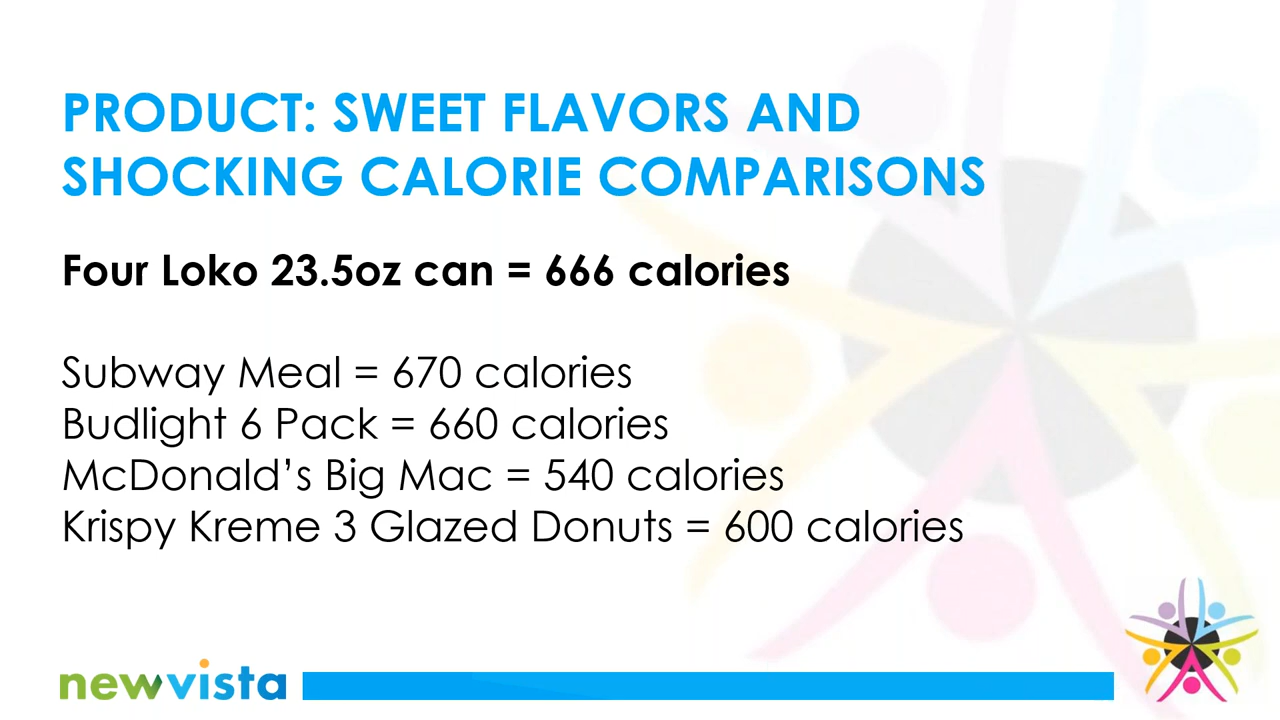 PRODUCT: SWEET FLAVORS AND
SHOCKING CALORIE COMPARISONS
Four Loko 23.5oz can = 666 calories
Subway Meal = 670 calories
Budlight 6 Pack = 660 calories
McDonald’s Big Mac = 540 calories
Krispy Kreme 3 Glazed Donuts = 600 calories
newvista